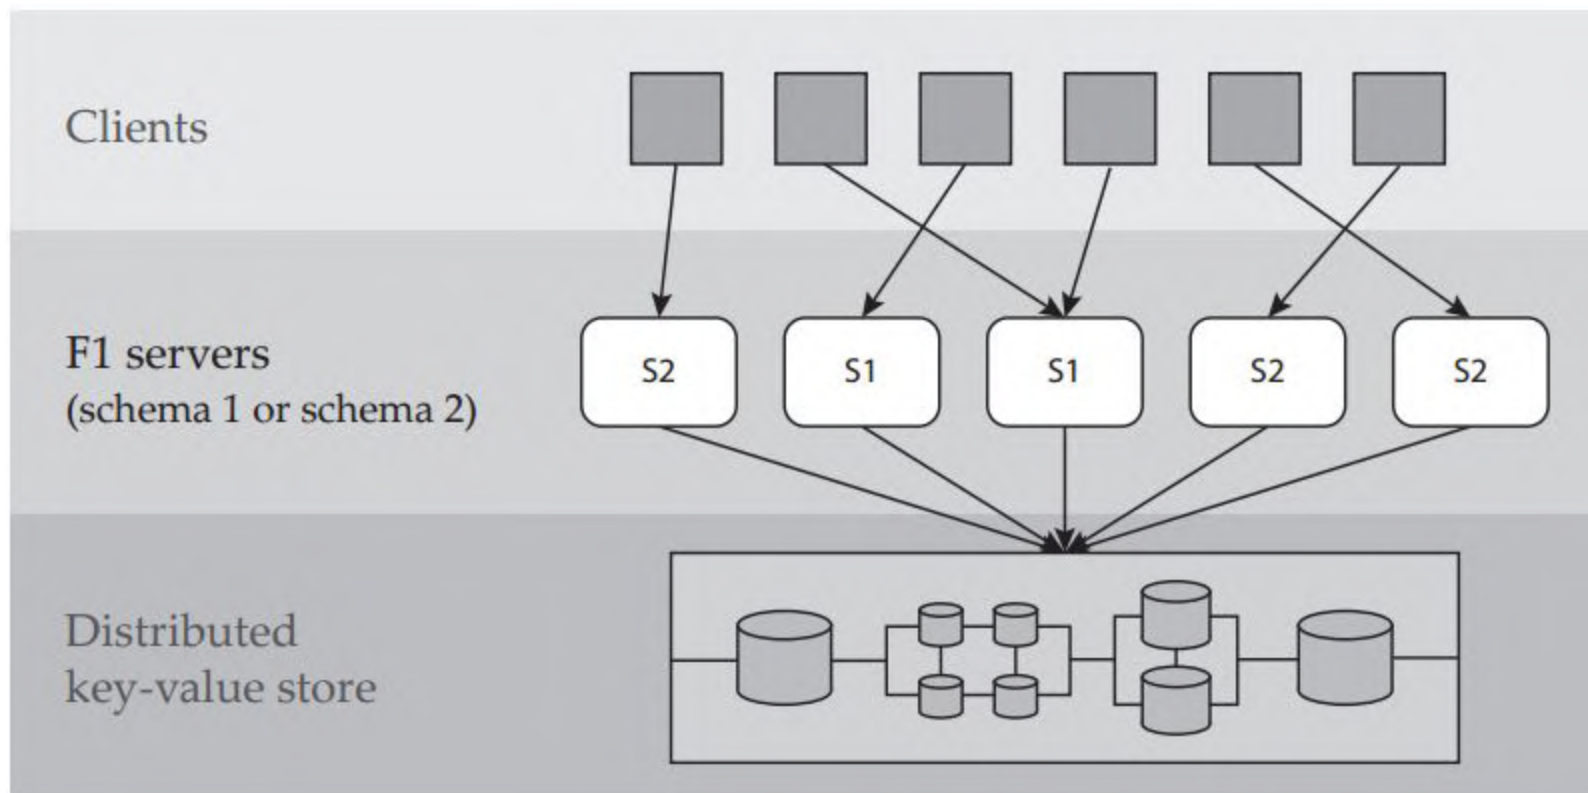 Clients
F1 servers
(schema 1 or schema 2)
S2 S1 S1 S2 S2
Distributed
key-value store